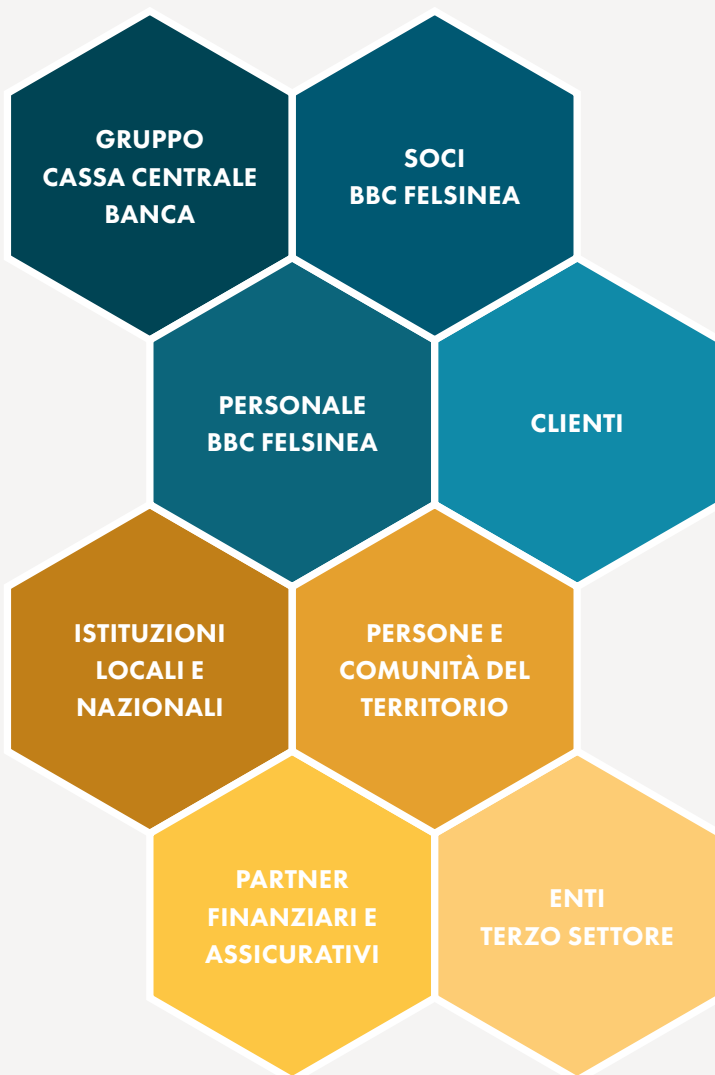 GRUPPO
CASSA CENTRALE
BANCA
SOCI
BBC FELSINEA
PERSONALE
BBC FELSINEA
CLIENTI
ISTITUZIONI
LOCALI E
NAZIONALI
PERSONE E
COMUNITÀ DEL
TERRITORIO
PARTNER
FINANZIARI E
ASSICURATIVI
ENTI
TERZO SETTORE